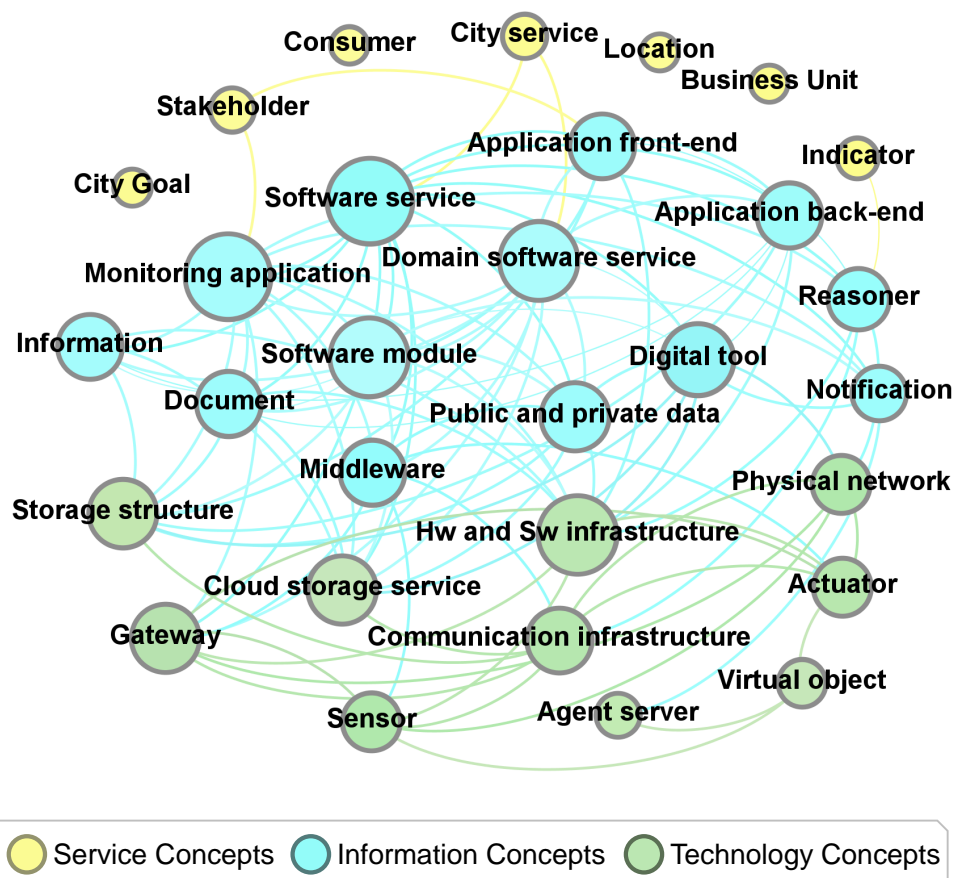 Consumer
City service
Location
Business Unit
Stakeholder
Application front-end
Indicator
City Goal
Software service
Application back-end
Monitoring application
Domain software service
Reasoner
Information
Software module
Digital tool
Document
Public and private data
Notification
Middleware
Physical network
Storage structure
Hw and Sw infrastructure
Cloud storage service
Actuator
Gateway
Communication infrastructure
Virtual object
Sensor
Agent server
Service Concepts
Information Concepts
Technology Concepts